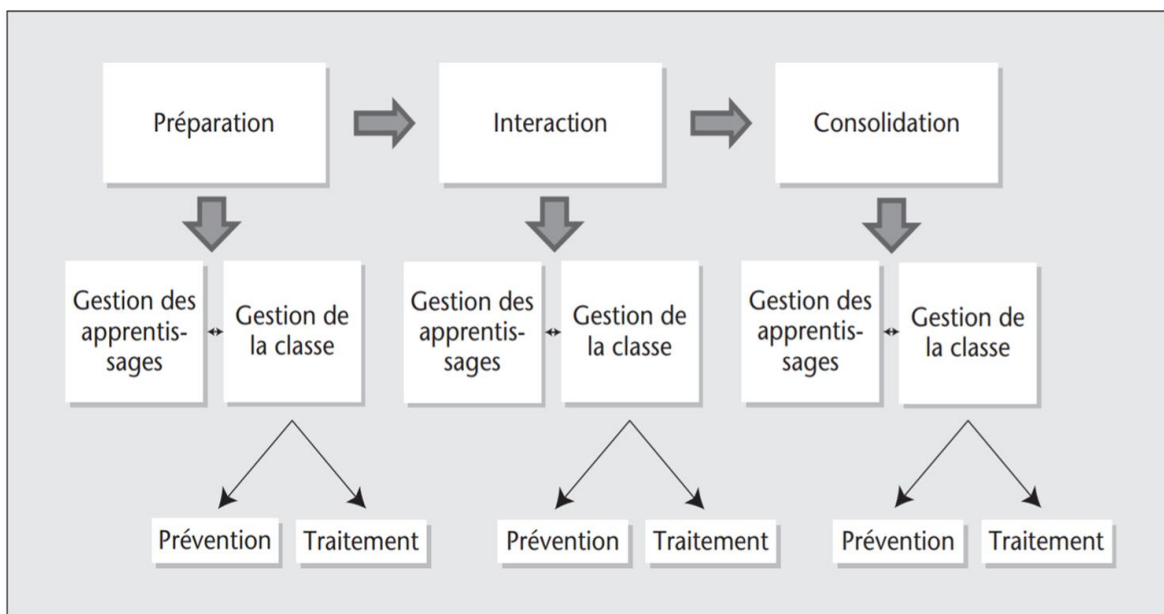 Préparation
Interaction
Consolidation
Gestion des
apprentis-
sages
Gestion de
la classe
Gestion des
apprentis-
sages
Gestion de
la classe
Gestion des
apprentis-
sages
Gestion de
la classe
Prévention
Traitement
Prévention
Traitement
Prévention
Traitement